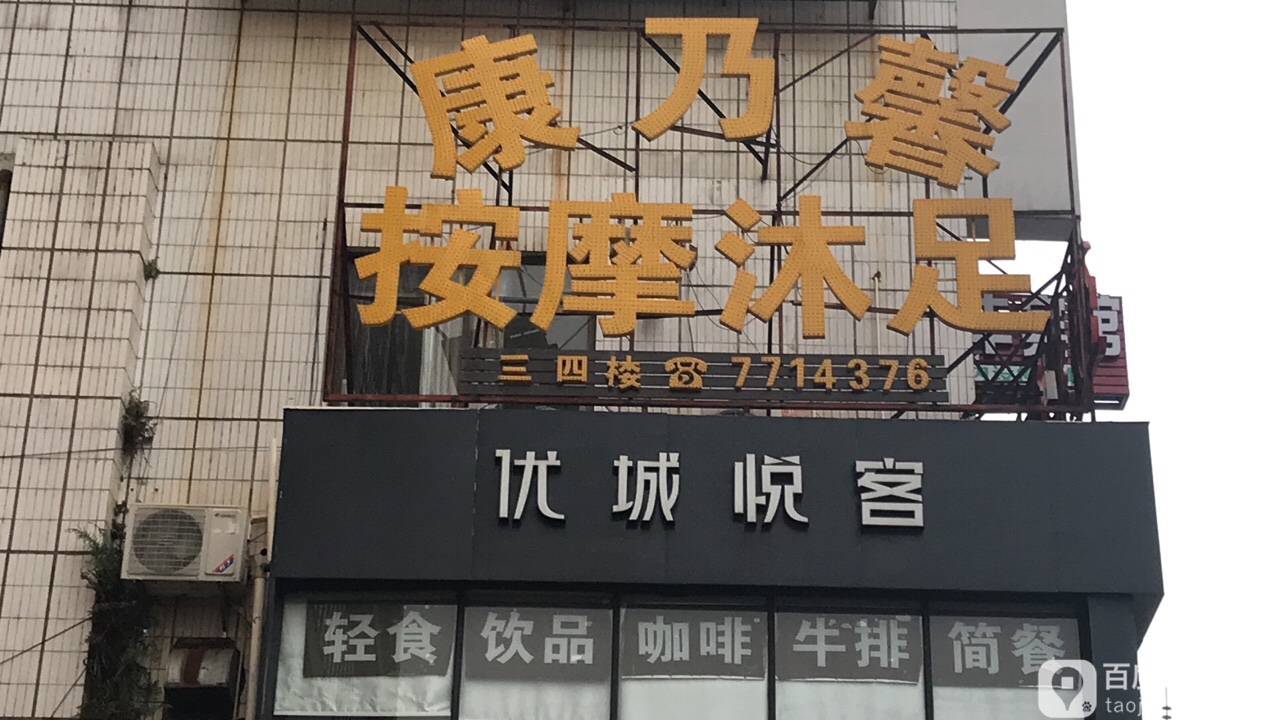 康乃馨
按摩沐足
三四楼☎7714376
优城悦客
轻食 饮品 咖啡 牛排 简餐